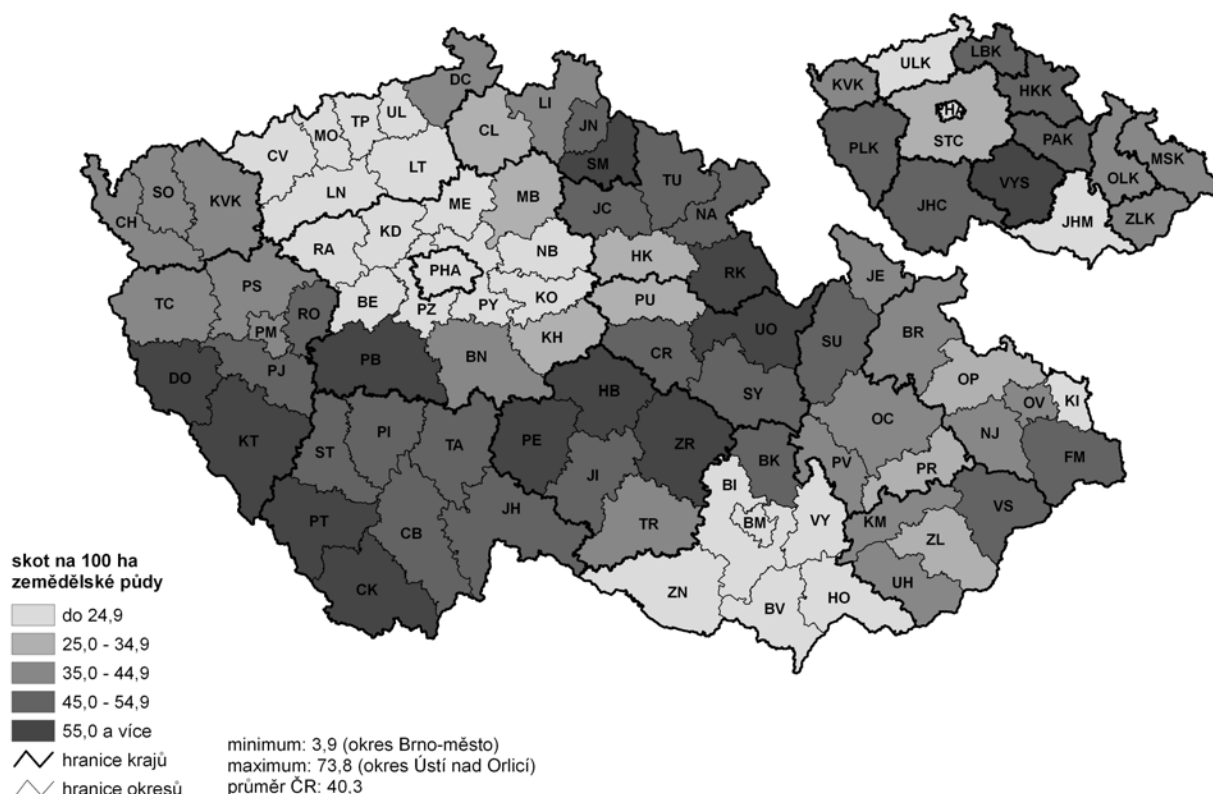 DC
LI
UL
TP
MO
CL
JN
CV
LT
SM
SO
LN
TU
KVK
ME
MB
CH
JC
NA
KD
RA
NB
HK
PHA
RK
JE
TC
PS
BE
PZ
PY
KO
PU
RO
PM
KH
UO
BR
SU
PB
BN
CR
PJ
OP
DO
HB
SY
KI
OV
OC
NJ
KT
PI
TA
PE
ZR
ST
BK
FM
JI
PV
PR
BI
VS
JH
BM
VY
KM
PT
TR
CB
ZL
UH
CK
ZN
HO
BV
LBK
ULK
KVK
HKK
PHA
STC
PAK
PLK
MSK
OLK
VYS
JHC
JHM
ZLK
skot na 100 ha
zemědělské půdy
do 24,9
25,0 - 34,9
35,0 - 44,9
45,0 - 54,9
55,0 a více
hranice krajů
hranice okresů
minimum: 3,9 (okres Brno-město)
maximum: 73,8 (okres Ústí nad Orlicí)
průměr ČR: 40,3